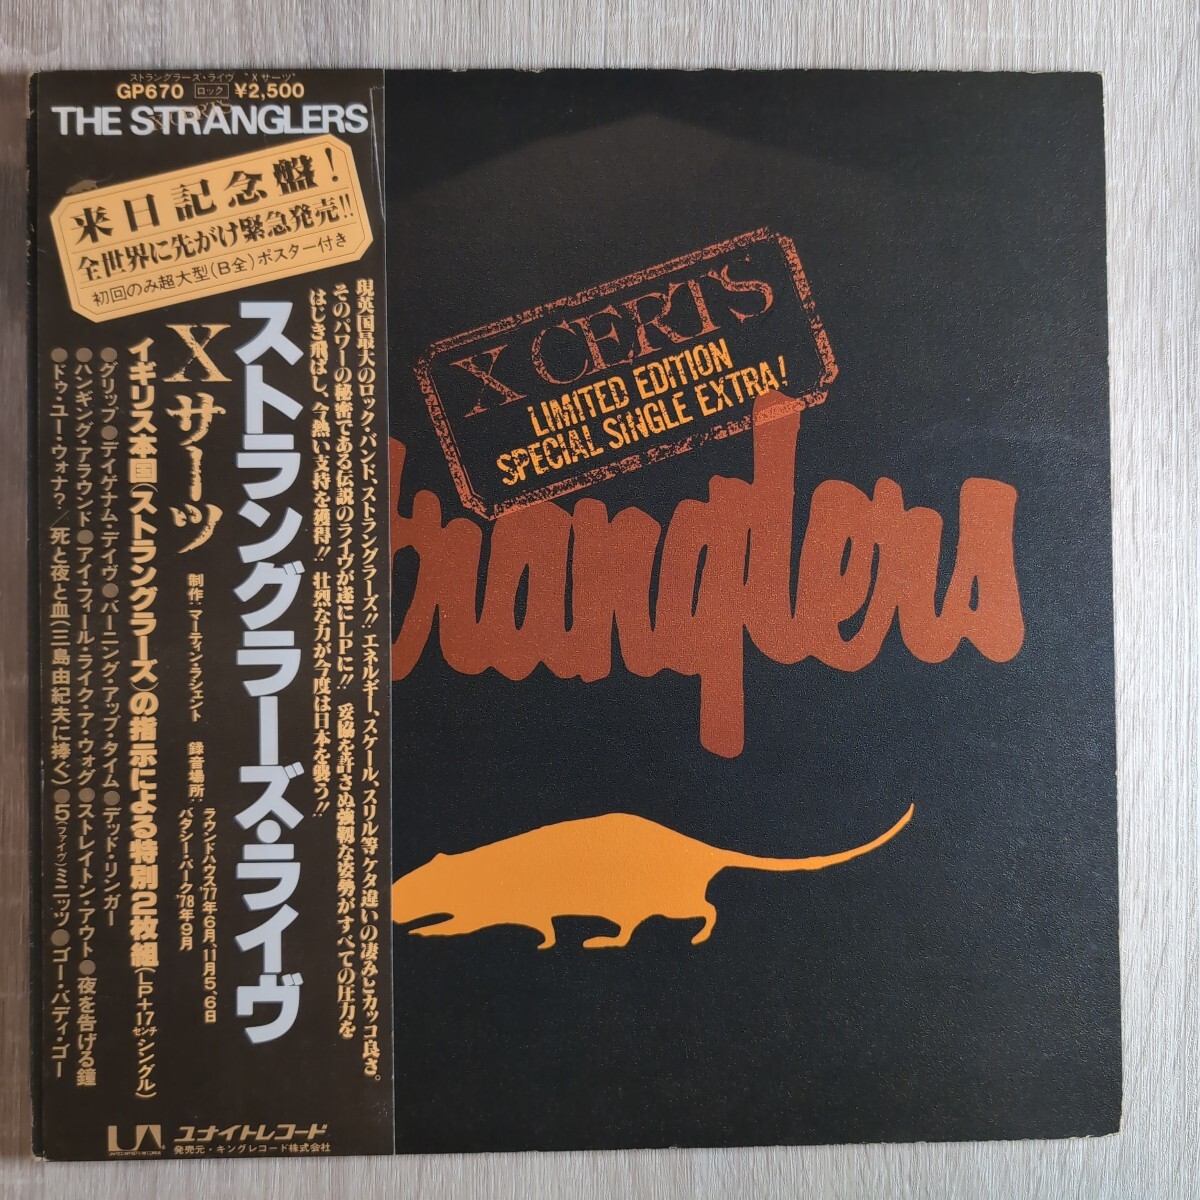 ストラングラーズ・ライヴ "Xサーツ"
GP670 ロック ¥2,500
THE STRANGLERS
来日記念盤!
全世界に先がけ緊急発売!!
初回のみ超大型(B全)ポスター付き
現英国最大のロック・バンド、ストラングラーズ!! エネルギー、スケール、スリル等ケタ違いの凄みとカッコ良さ。
そのパワーの秘密である伝説のライヴが遂にLPに!! 妥協を許さぬ強靭な姿勢がすべての圧力を
はじき飛ばし、今熱い支持を獲得!! 壮烈な力が今度は日本を襲う!!
ストラングラーズ・ライヴ
Xサーツ
制作:マーティン・ラシェント 録音場所:ラウンドハウス'77年6月、11月5、6日
バタシー・パーク'78年9月
イギリス本国(ストラングラーズ)の指示による特別2枚組(LP+17センチシングル)
●グリップ●デイゲナム・デイヴ●バーニング・アップ・タイム●デッド・リンガー
●ハンギング・アラウンド●アイ・フィール・ライク・ア・ウォグ●ストレイトン・アウト●夜を告げる鐘
●ドゥ・ユー・ウォナ?/死と夜と血(三島由紀夫に捧ぐ)●5(ファイヴ)ミニッツ●ゴー・バディ・ゴー
UA
UNITED ARTISTS RECORDS
ユナイトレコード
発売元・キングレコード株式会社
X CERTS
LIMITED EDITION
SPECIAL SINGLE EXTRA!
tranglers